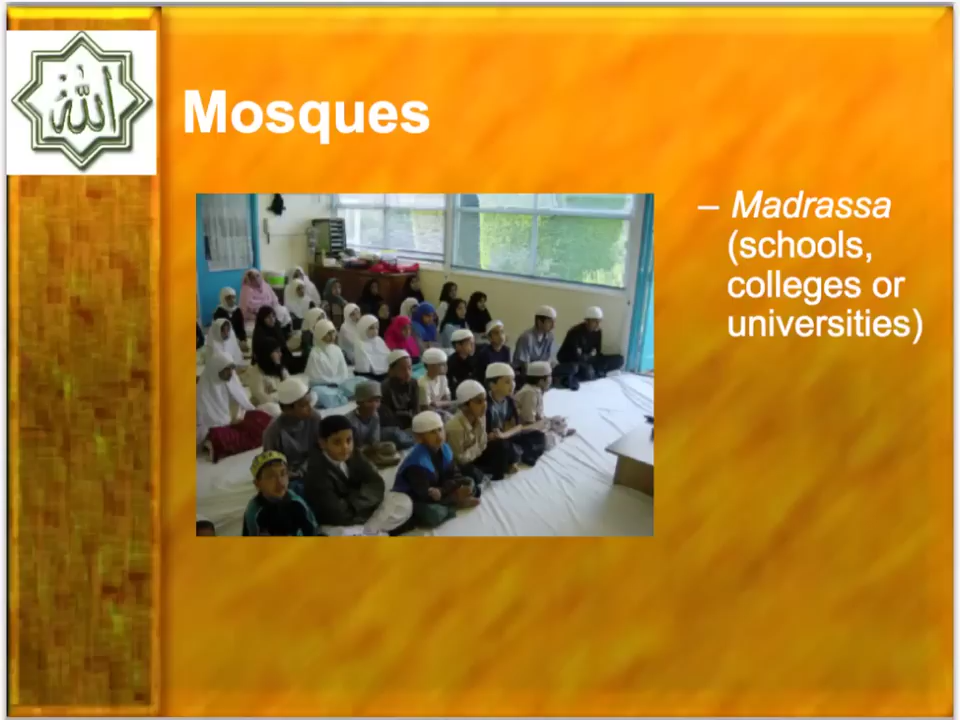 الله
Mosques
– Madrassa
(schools,
colleges or
universities)